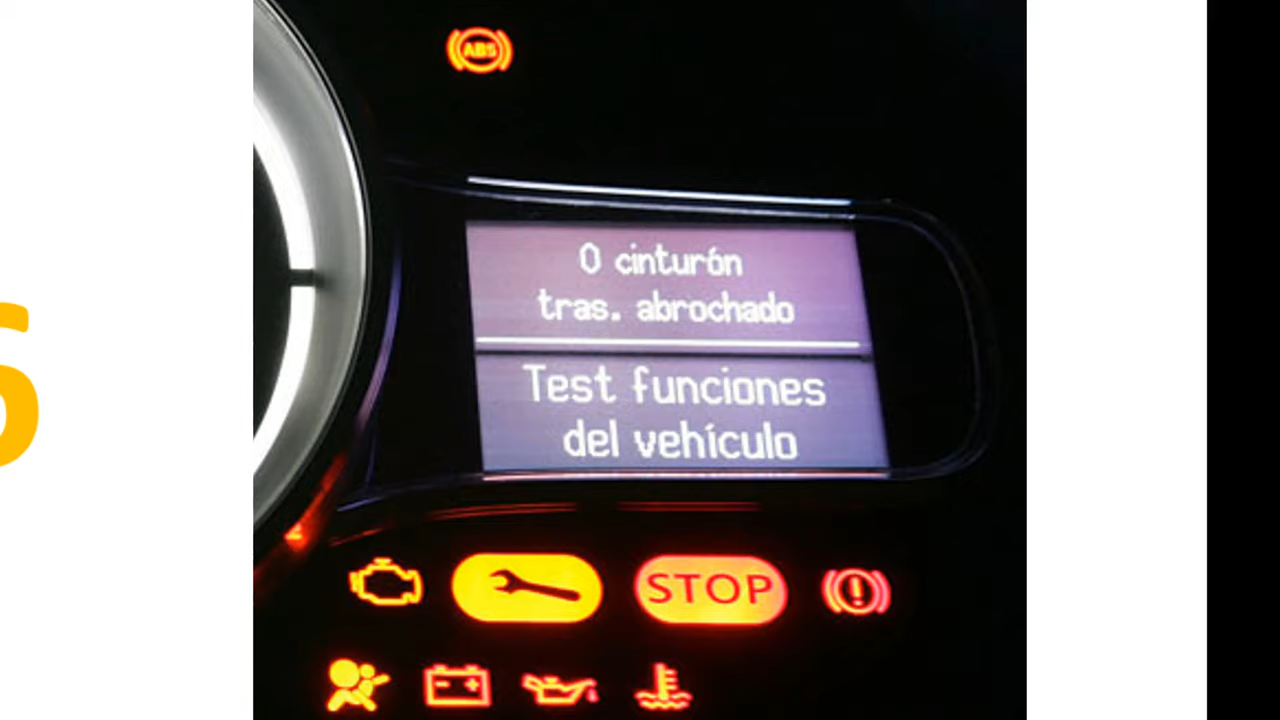 ABS
0 cinturón
tras. abrochado
Test funciones
del vehículo
STOP